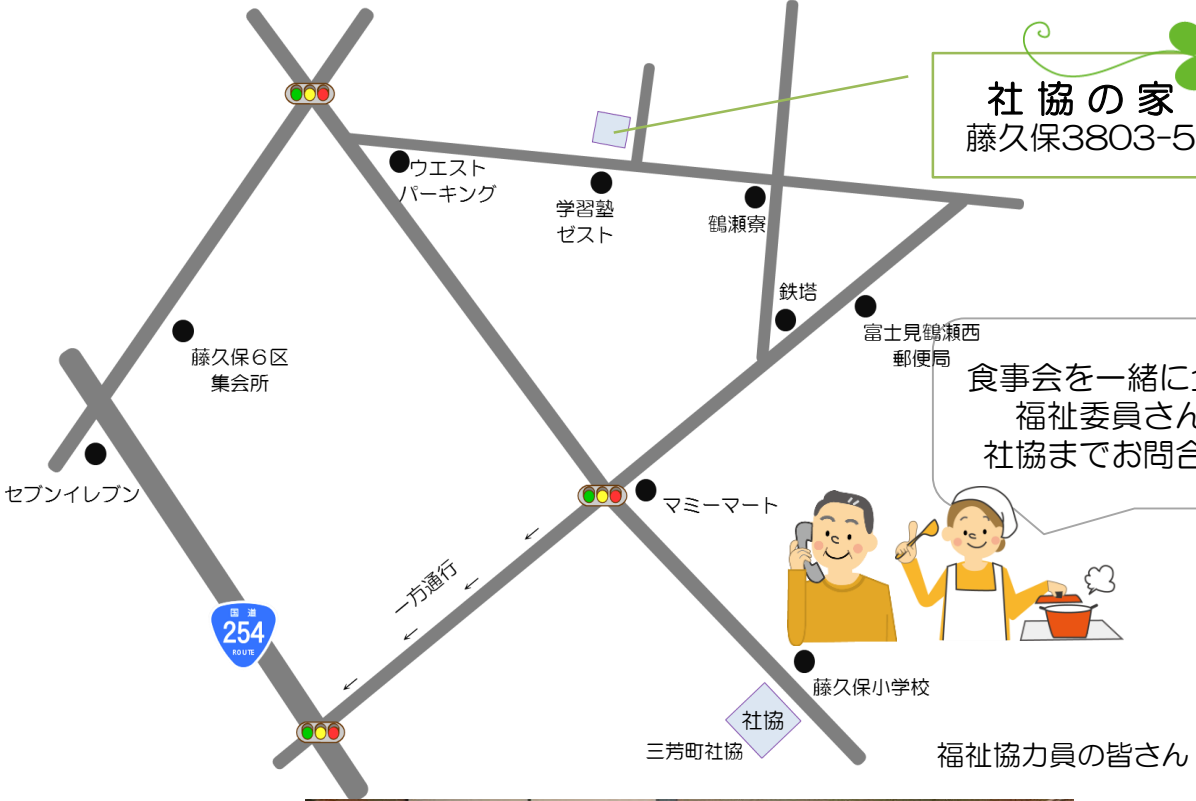 社協の家
藤久保3803-5
ウエスト
パーキング
学習塾
ゼスト
鶴瀬寮
鉄塔
富士見鶴瀬西
郵便局
藤久保６区
集会所
食事会を一緒に
福祉委員さん
社協までお問合
セブンイレブン
マミーマート
一方通行
国道
254
ROUTE
藤久保小学校
社協
三芳町社協
福祉協力員の皆さん